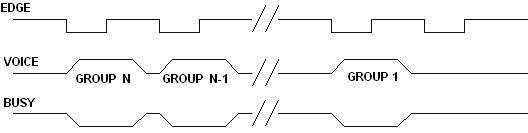 EDGE
VOICE
GROUP N
GROUP N-1
GROUP 1
BUSY